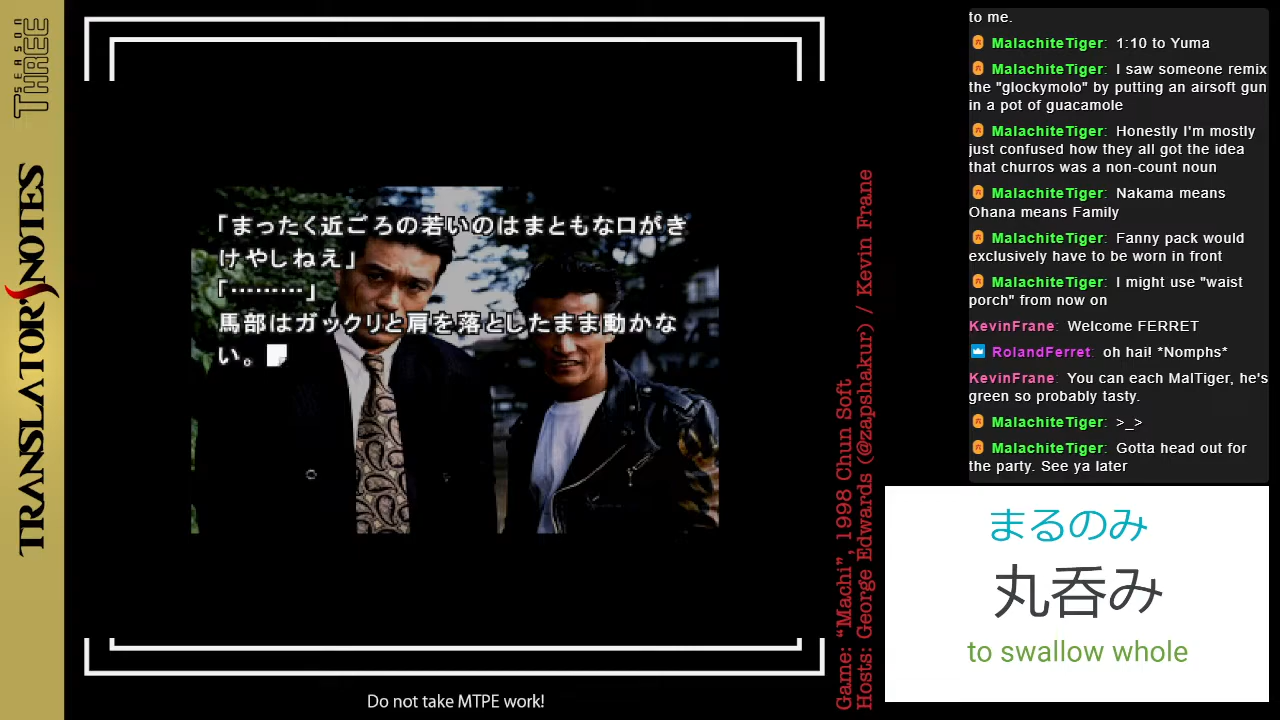 SEASON
THREE
TRANSLATOR'S NOTES
「まったく近ごろの若いのはまともな口がき
けやしねえ」
「………」
馬部はガックリと肩を落としたまま動かな
い。
Game: "Machi", 1998 Chun Soft
Hosts: George Edwards (@zapshakur) / Kevin Frane
Do not take MTPE work!
to me.
MalachiteTiger: 1:10 to Yuma
MalachiteTiger: I saw someone remix
the "glockymolo" by putting an airsoft gun
in a pot of guacamole
MalachiteTiger: Honestly I'm mostly
just confused how they all got the idea
that churros was a non-count noun
MalachiteTiger: Nakama means
Ohana means Family
MalachiteTiger: Fanny pack would
exclusively have to be worn in front
MalachiteTiger: I might use "waist
porch" from now on
KevinFrane: Welcome FERRET
RolandFerret: oh hai! *Nomphs*
KevinFrane: You can each MalTiger, he's
green so probably tasty.
MalachiteTiger: >_>
MalachiteTiger: Gotta head out for
the party. See ya later
まるのみ
丸呑み
to swallow whole